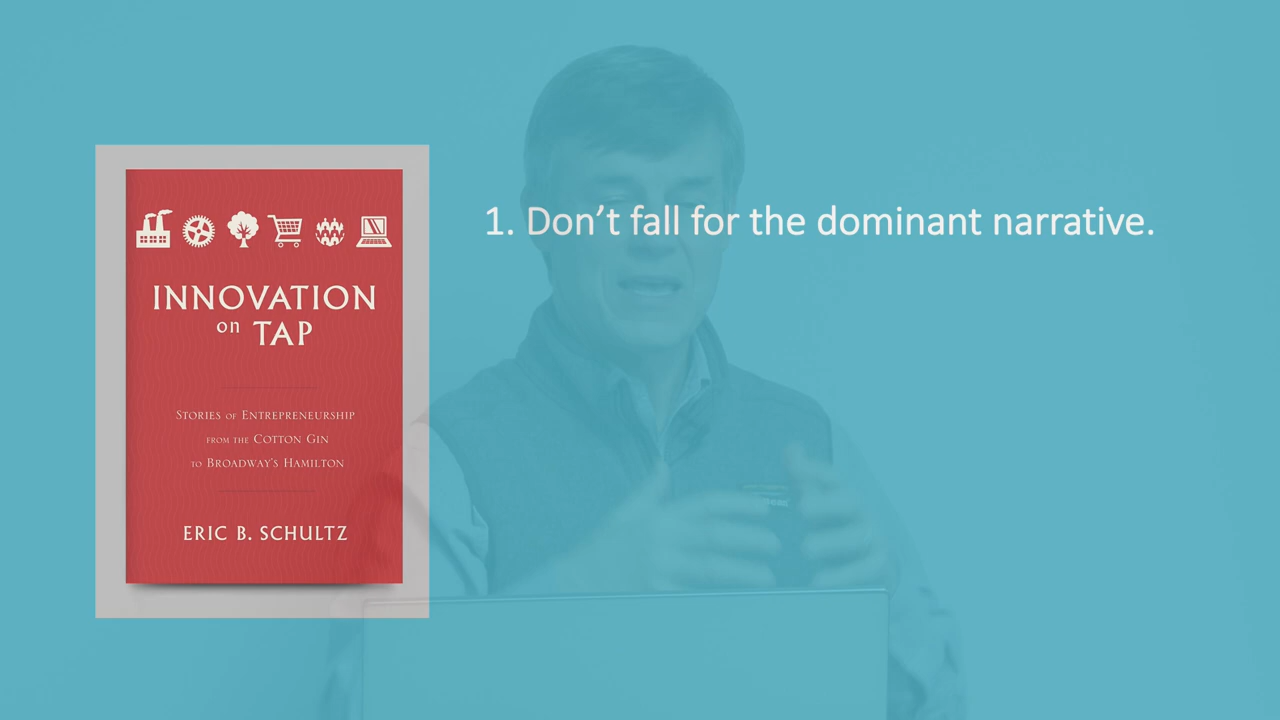 INNOVATION
on TAP
STORIES OF ENTREPRENEURSHIP
FROM THE COTTON GIN
TO BROADWAY'S HAMILTON
ERIC B. SCHULTZ
1. Don't fall for the dominant narrative.